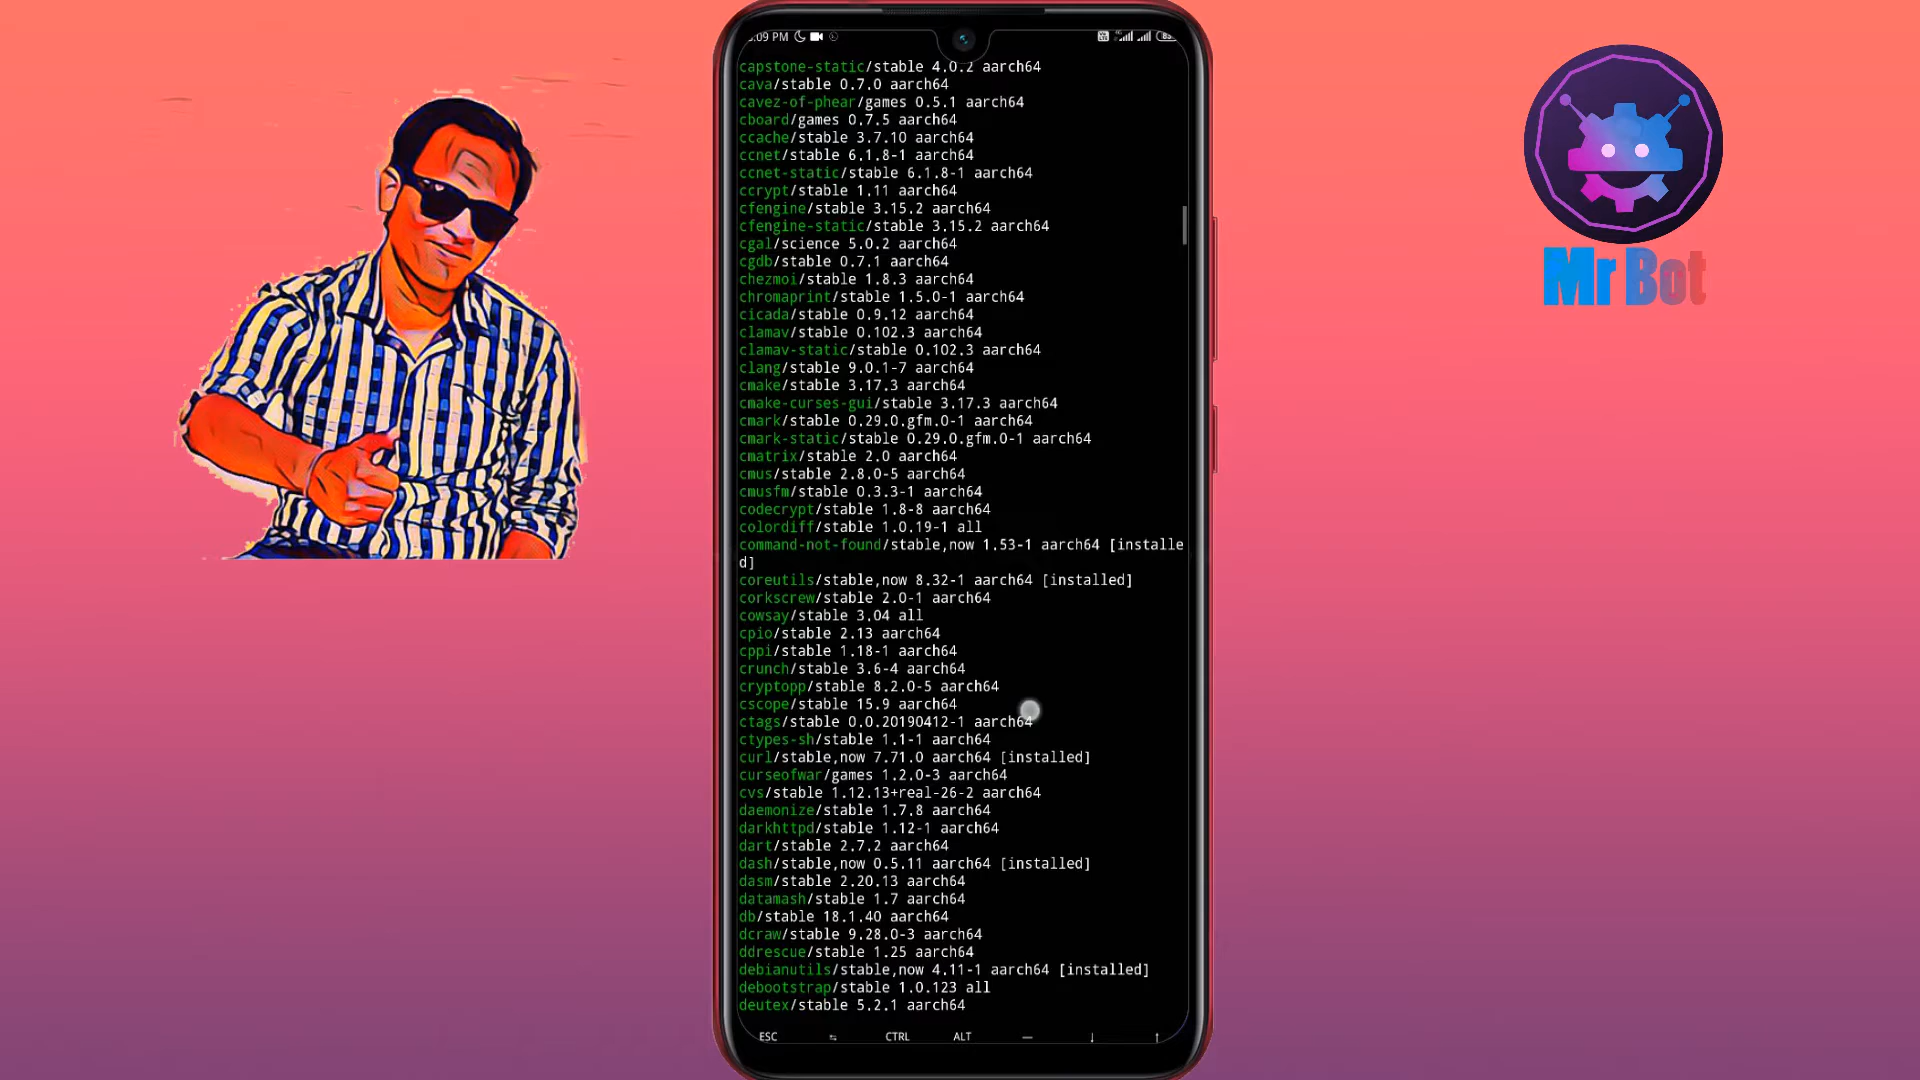 :09 PM
capstone-static/stable 4.0.2 aarch64
cava/stable 0.7.0 aarch64
cavez-of-phear/games 0.5.1 aarch64
cboard/games 0.7.5 aarch64
ccache/stable 3.7.10 aarch64
ccnet/stable 6.1.8-1 aarch64
ccnet-static/stable 6.1.8-1 aarch64
ccrypt/stable 1.11 aarch64
cfengine/stable 3.15.2 aarch64
cfengine-static/stable 3.15.2 aarch64
cgal/science 5.0.2 aarch64
cgdb/stable 0.7.1 aarch64
chezmoi/stable 1.8.3 aarch64
chromaprint/stable 1.5.0-1 aarch64
cicada/stable 0.9.12 aarch64
clamav/stable 0.102.3 aarch64
clamav-static/stable 0.102.3 aarch64
clang/stable 9.0.1-7 aarch64
cmake/stable 3.17.3 aarch64
cmake-curses-gui/stable 3.17.3 aarch64
cmark/stable 0.29.0.gfm.0-1 aarch64
cmark-static/stable 0.29.0.gfm.0-1 aarch64
cmatrix/stable 2.0 aarch64
cmus/stable 2.8.0-5 aarch64
cmusfm/stable 0.3.3-1 aarch64
codecrypt/stable 1.8-8 aarch64
colordiff/stable 1.0.19-1 all
command-not-found/stable,now 1.53-1 aarch64 [installe
d]
coreutils/stable,now 8.32-1 aarch64 [installed]
corkscrew/stable 2.0-1 aarch64
cowsay/stable 3.04 all
cpio/stable 2.13 aarch64
cppi/stable 1.18-1 aarch64
crunch/stable 3.6-4 aarch64
cryptopp/stable 8.2.0-5 aarch64
cscope/stable 15.9 aarch64
ctags/stable 0.0.20190412-1 aarch64
ctypes-sh/stable 1.1-1 aarch64
curl/stable,now 7.71.0 aarch64 [installed]
curseofwar/games 1.2.0-3 aarch64
cvs/stable 1.12.13+real-26-2 aarch64
daemonize/stable 1.7.8 aarch64
darkhttpd/stable 1.12-1 aarch64
dart/stable 2.7.2 aarch64
dash/stable,now 0.5.11 aarch64 [installed]
dasm/stable 2.20.13 aarch64
datamash/stable 1.7 aarch64
db/stable 18.1.40 aarch64
dcraw/stable 9.28.0-3 aarch64
ddrescue/stable 1.25 aarch64
debianutils/stable,now 4.11-1 aarch64 [installed]
debootstrap/stable 1.0.123 all
deutex/stable 5.2.1 aarch64
ESC ⇆ CTRL ALT — ↓ ↑
Mr Bot